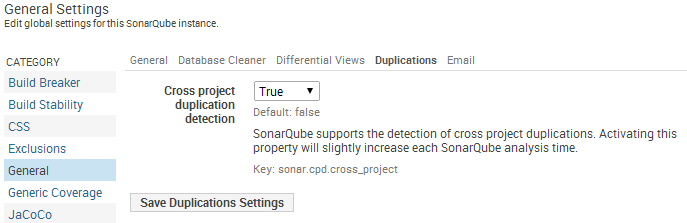 General Settings
Edit global settings for this SonarQube instance.
CATEGORY
Build Breaker
Build Stability
CSS
Exclusions
General
Generic Coverage
JaCoCo
General Database Cleaner Differential Views Duplications Email
Cross project
duplication
detection
True
Default: false
SonarQube supports the detection of cross project duplications. Activating this
property will slightly increase each SonarQube analysis time.
Key: sonar.cpd.cross_project
Save Duplications Settings